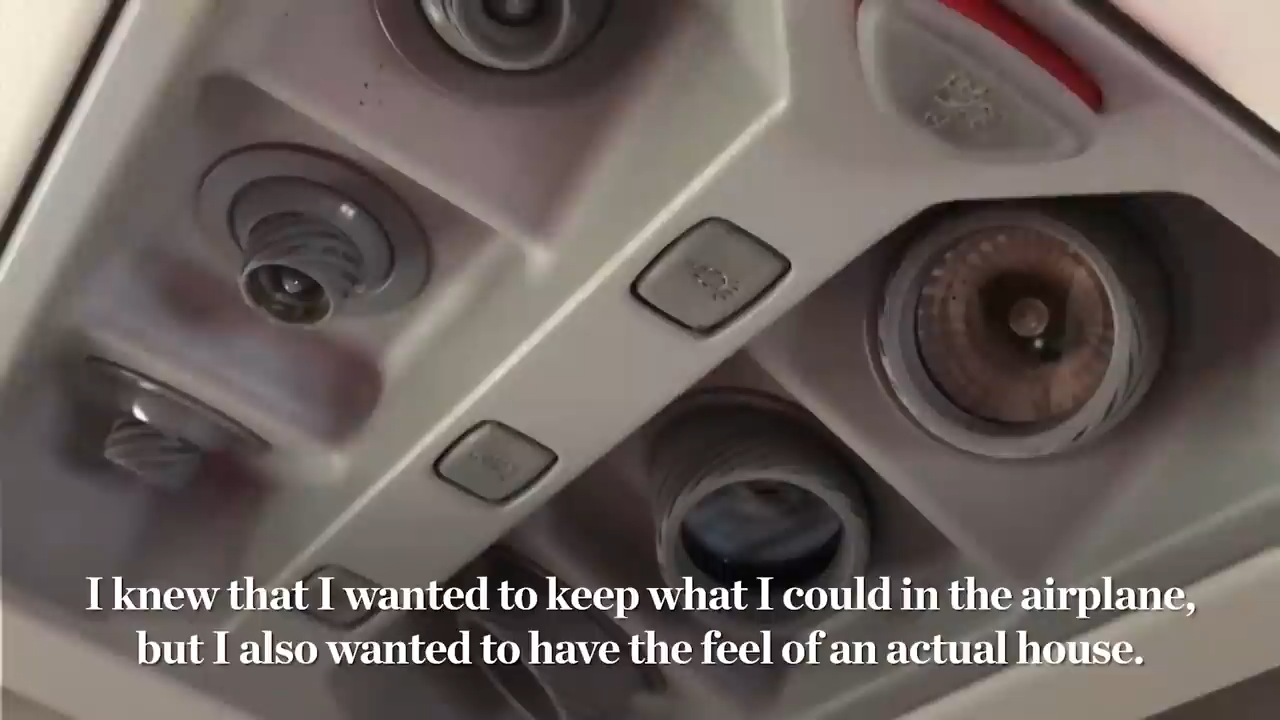 I knew that I wanted to keep what I could in the airplane,
but I also wanted to have the feel of an actual house.